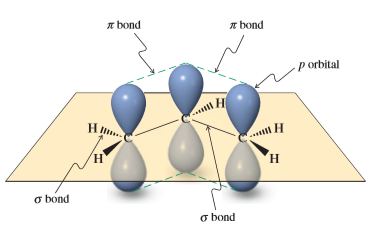 π bond π bond
p orbital
H C H
H C C H
H H
σ bond
σ bond